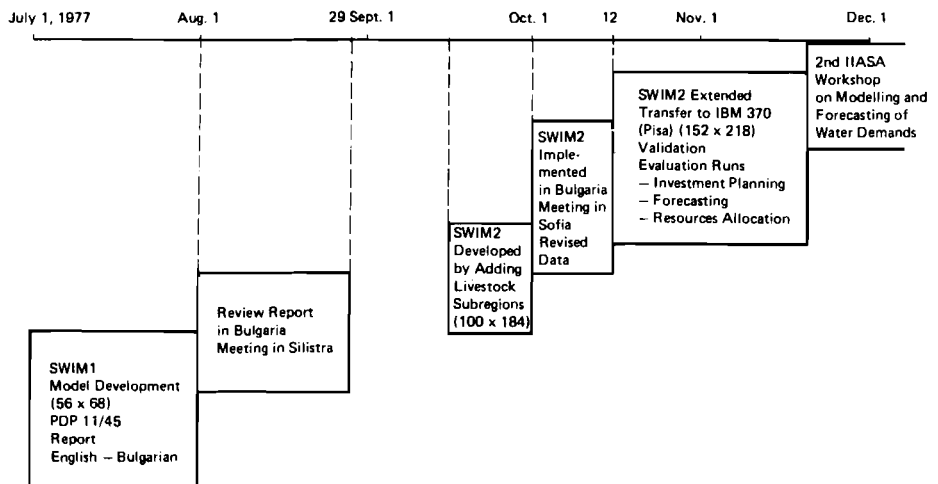 July 1, 1977
Aug. 1
29 Sept. 1
Oct. 1
12
Nov. 1
Dec. 1
SWIM1
Model Development
(56 x 68)
PDP 11/45
Report
English – Bulgarian
Review Report
in Bulgaria
Meeting in Silistra
SWIM2
Developed
by Adding
Livestock
Subregions
(100 x 184)
SWIM2
Imple-
mented
in Bulgaria
Meeting in
Sofia
Revised
Data
SWIM2 Extended
Transfer to IBM 370
(Pisa) (152 x 218)
Validation
Evaluation Runs
– Investment Planning
– Forecasting
– Resources Allocation
2nd IIASA
Workshop
on Modelling and
Forecasting of
Water Demands